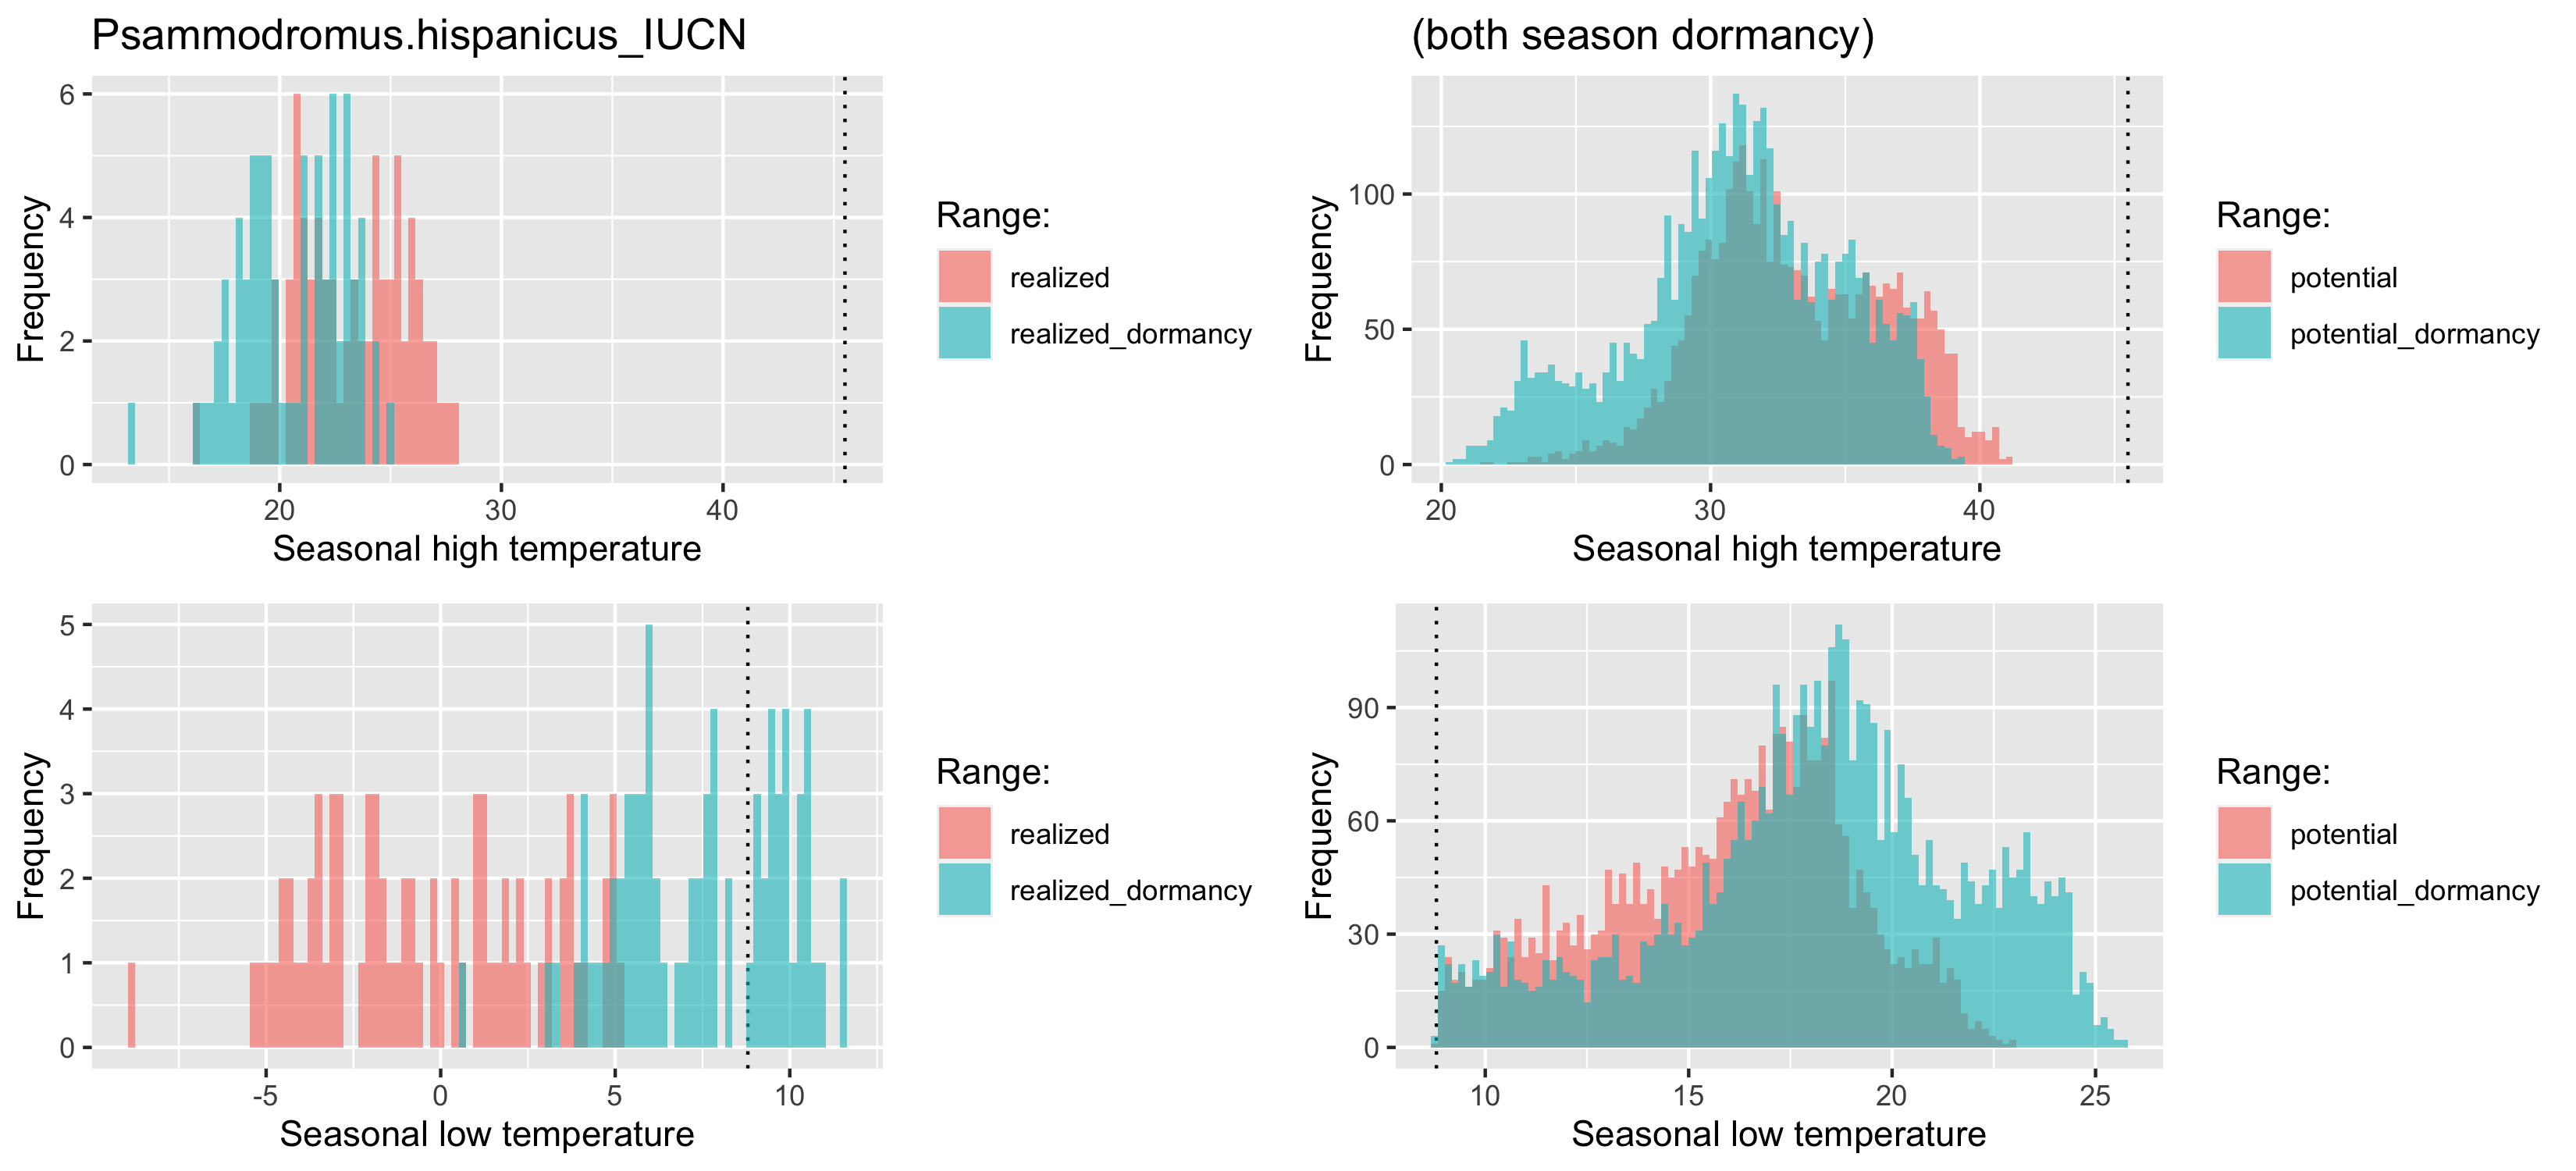 Psammodromus.hispanicus_IUCN
6
4
2
0
Frequency
20 30 40
Seasonal high temperature
Range:
realized
realized_dormancy
(both season dormancy)
100
50
0
Frequency
20 30 40
Seasonal high temperature
Range:
potential
potential_dormancy
5
4
3
2
1
0
Frequency
-5 0 5 10
Seasonal low temperature
Range:
realized
realized_dormancy
90
60
30
0
Frequency
10 15 20 25
Seasonal low temperature
Range:
potential
potential_dormancy